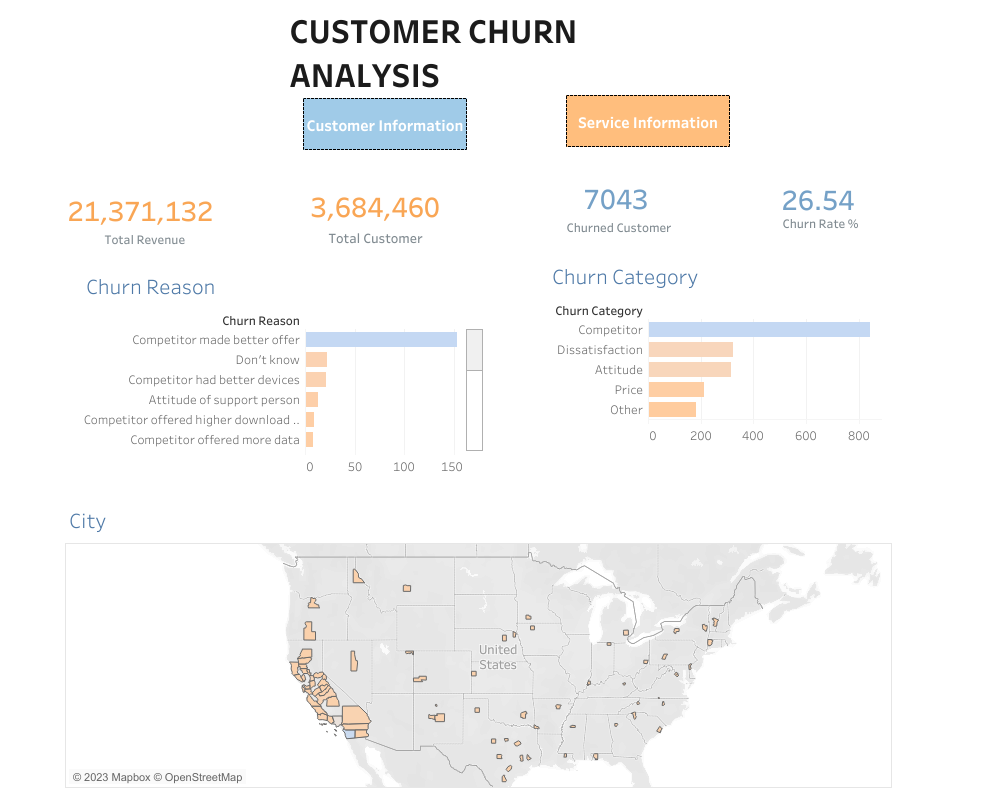 CUSTOMER CHURN
ANALYSIS
Customer Information
Service Information
21,371,132
Total Revenue
3,684,460
Total Customer
7043
Churned Customer
26.54
Churn Rate %
Churn Reason
Churn Reason
Competitor made better offer
Don't know
Competitor had better devices
Attitude of support person
Competitor offered higher download ..
Competitor offered more data
0 50 100 150
Churn Category
Churn Category
Competitor
Dissatisfaction
Attitude
Price
Other
0 200 400 600 800
City
United
States
© 2023 Mapbox © OpenStreetMap